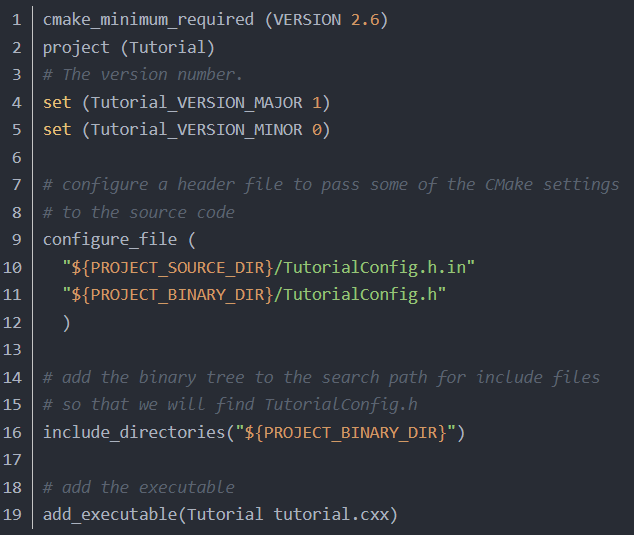 1 cmake_minimum_required (VERSION 2.6)
2 project (Tutorial)
3 # The version number.
4 set (Tutorial_VERSION_MAJOR 1)
5 set (Tutorial_VERSION_MINOR 0)
6
7 # configure a header file to pass some of the CMake settings
8 # to the source code
9 configure_file (
10   "${PROJECT_SOURCE_DIR}/TutorialConfig.h.in"
11   "${PROJECT_BINARY_DIR}/TutorialConfig.h"
12   )
13
14 # add the binary tree to the search path for include files
15 # so that we will find TutorialConfig.h
16 include_directories("${PROJECT_BINARY_DIR}")
17
18 # add the executable
19 add_executable(Tutorial tutorial.cxx)